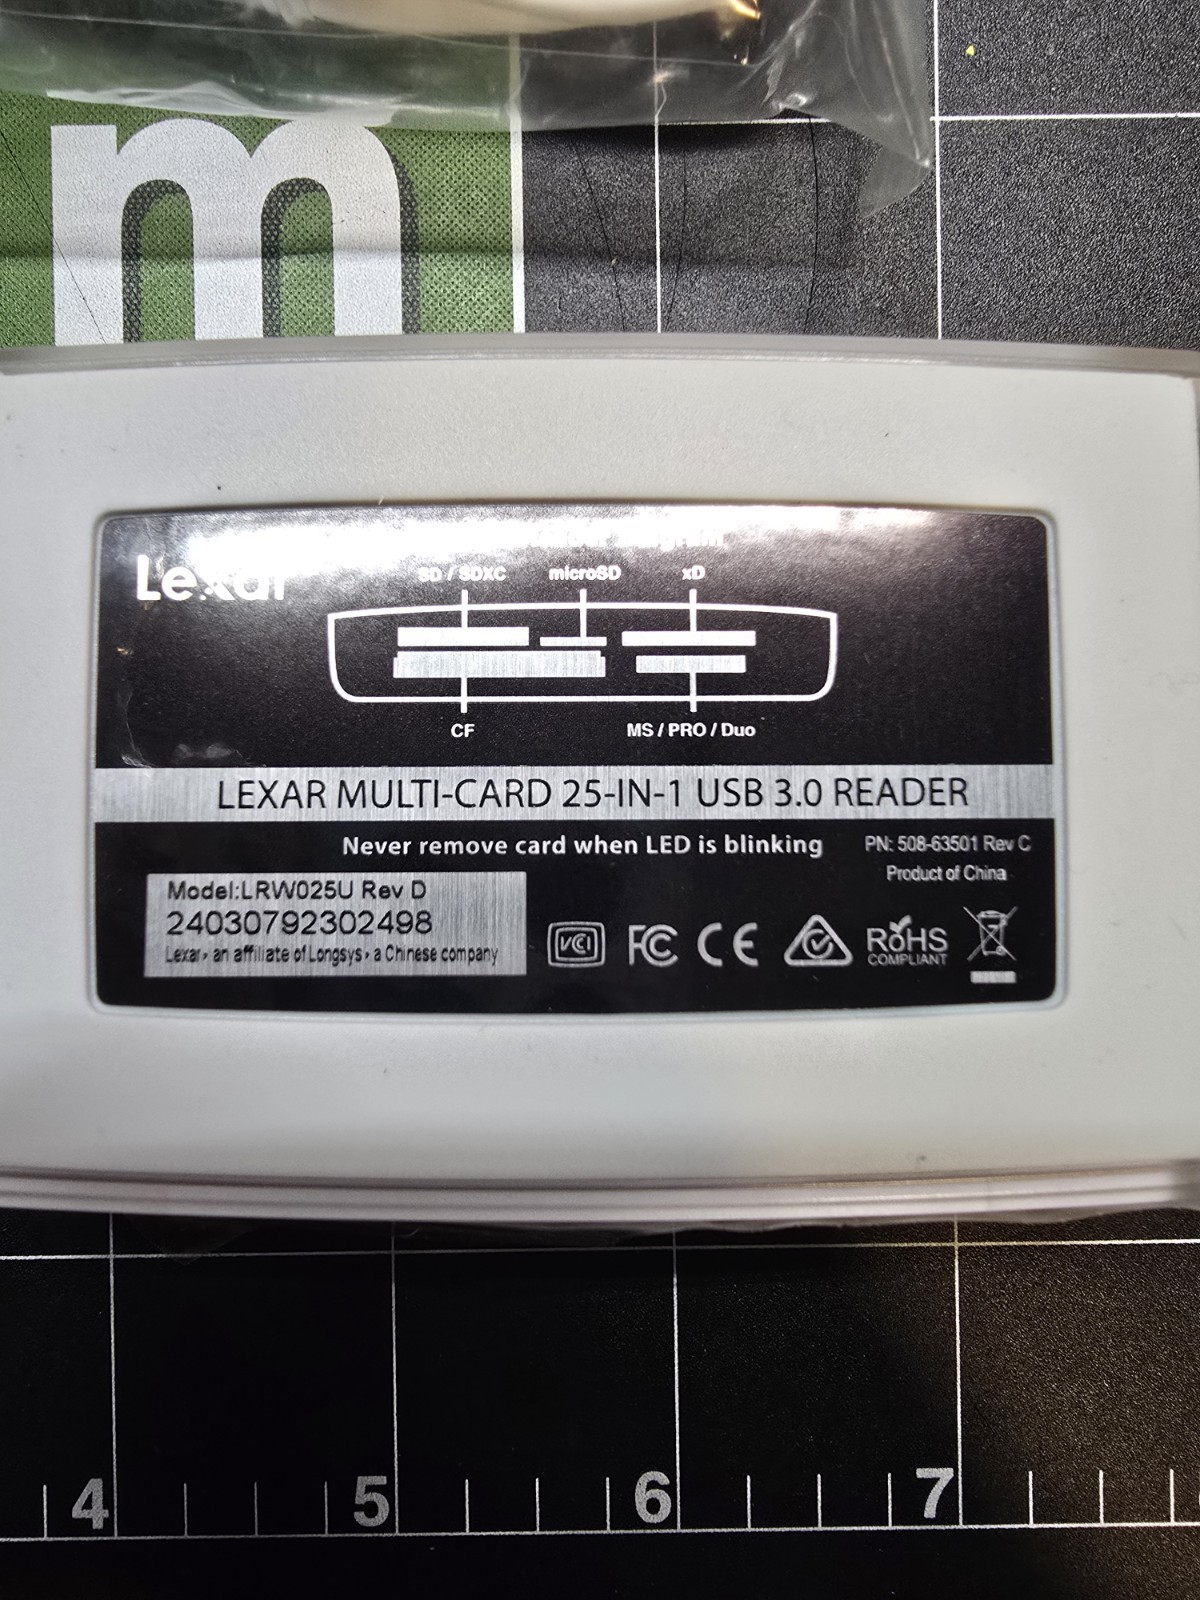 m
Lexar
SD / SDXC
microSD
xD
CF
MS / PRO / Duo
LEXAR MULTI-CARD 25-IN-1 USB 3.0 READER
Never remove card when LED is blinking
PN: 508-63501 Rev C
Product of China
Model:LRW025U Rev D
24030792302498
Lexar, an affiliate of Longsys, a Chinese company
VCI
FC
CE
RoHS
COMPLIANT
4 5 6 7